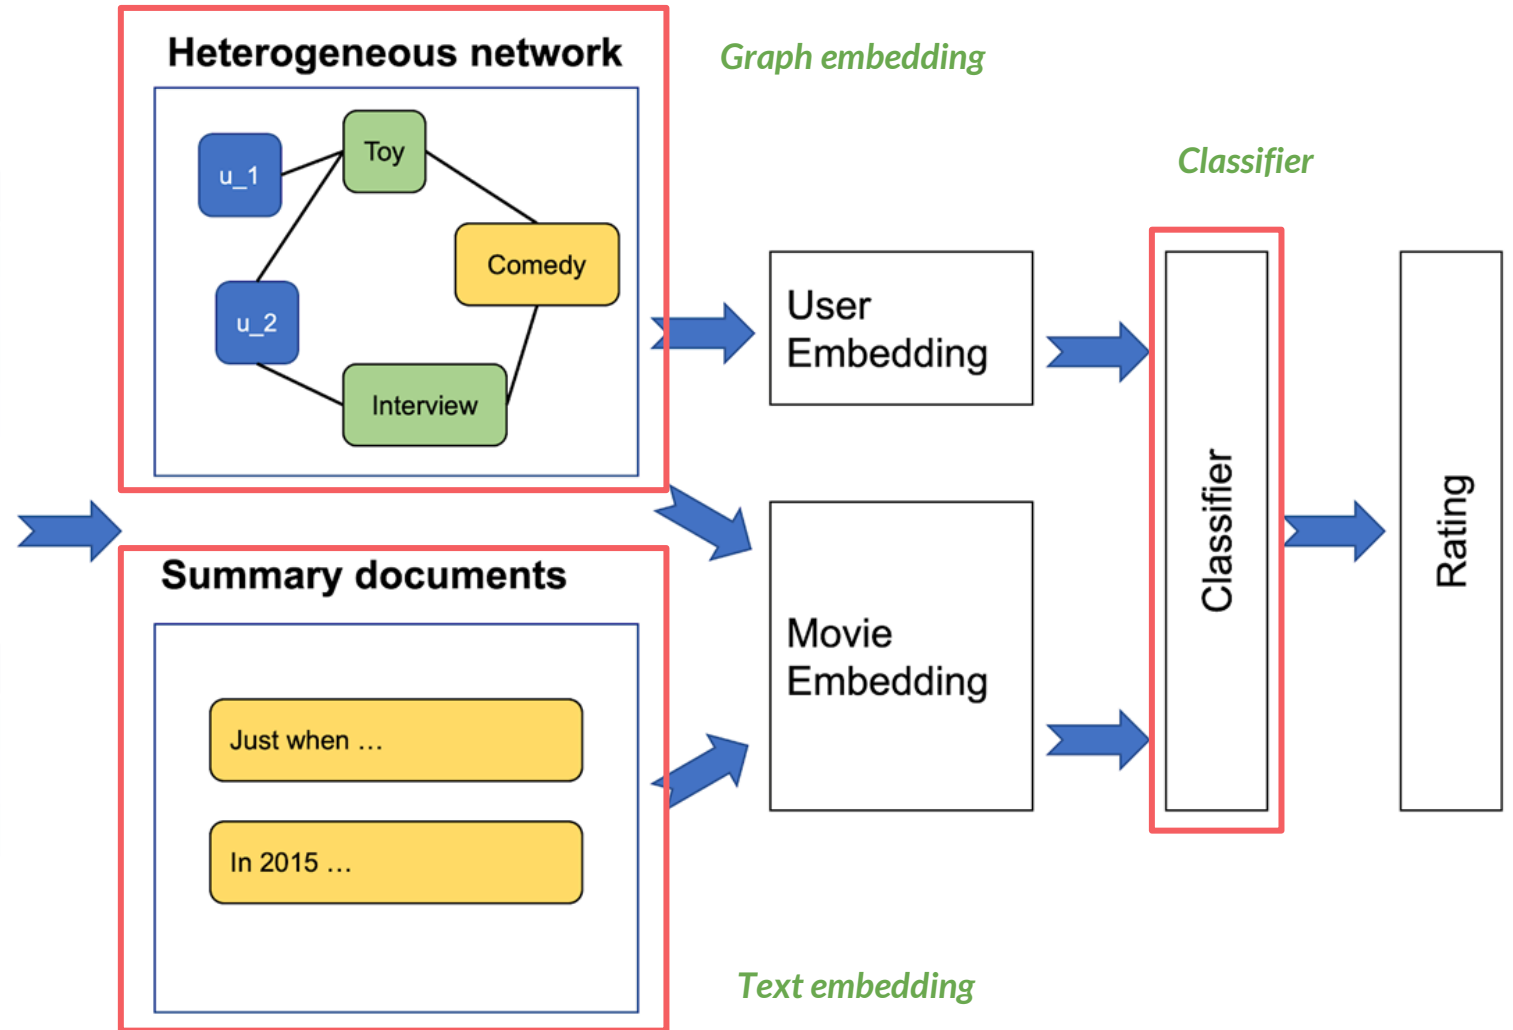 Heterogeneous network
Graph embedding
Toy
u_1
Classifier
Comedy
u_2
Interview
User
Embedding
Summary documents
Just when …
In 2015 …
Movie
Embedding
Classifier
Rating
Text embedding